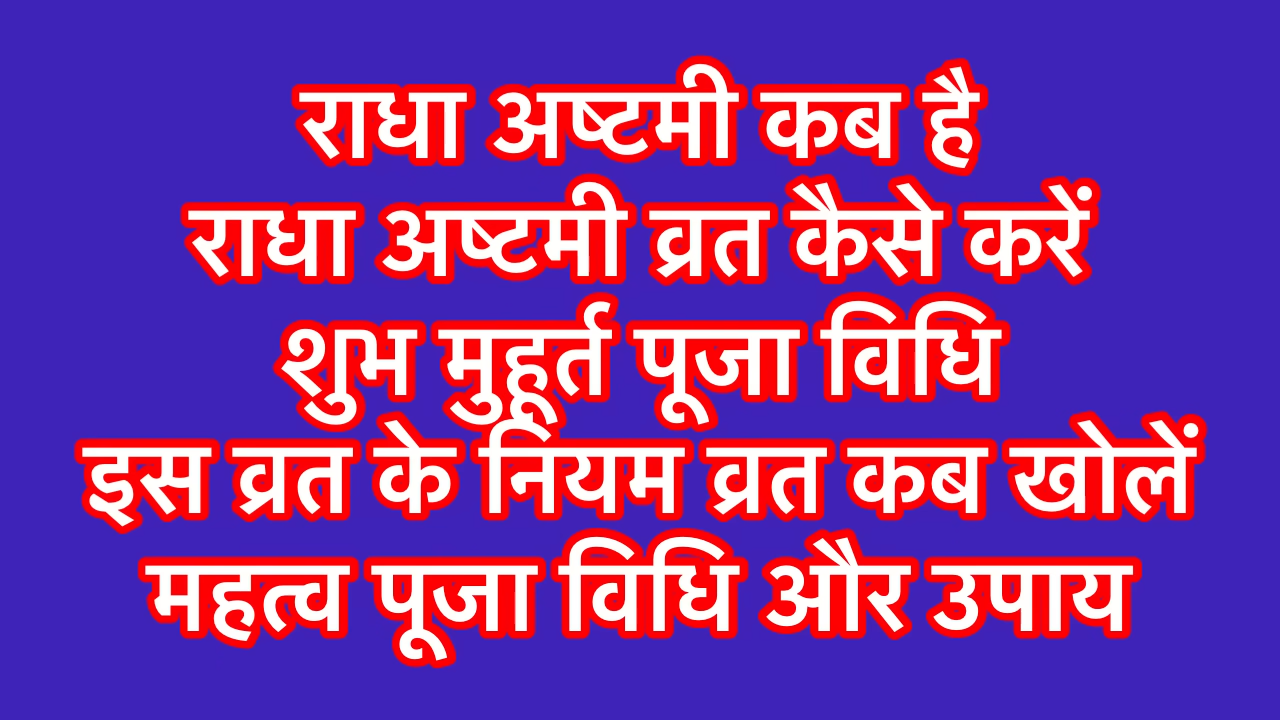 राधा अष्टमी कब है
राधा अष्टमी व्रत कैसे करें
शुभ मुहूर्त पूजा विधि
इस व्रत के नियम व्रत कब खोलें
महत्व पूजा विधि और उपाय